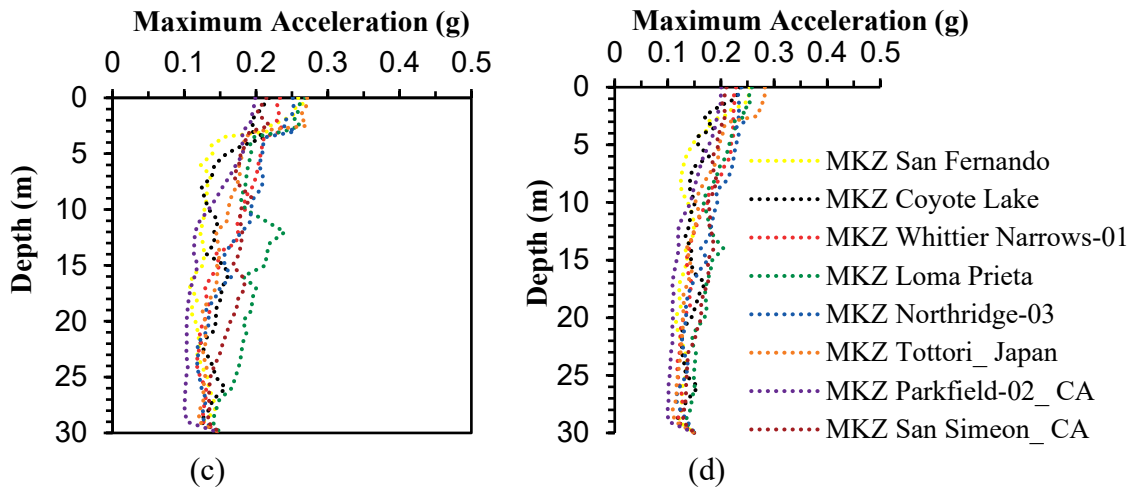 Maximum Acceleration (g)
0 0.1 0.2 0.3 0.4 0.5
0
5
10
15
20
25
30
Depth (m)
(c)
Maximum Acceleration (g)
0 0.1 0.2 0.3 0.4 0.5
0
5
10
15
20
25
30
Depth (m)
MKZ San Fernando
MKZ Coyote Lake
MKZ Whittier Narrows-01
MKZ Loma Prieta
MKZ Northridge-03
MKZ Tottori_ Japan
MKZ Parkfield-02_ CA
MKZ San Simeon_ CA
(d)